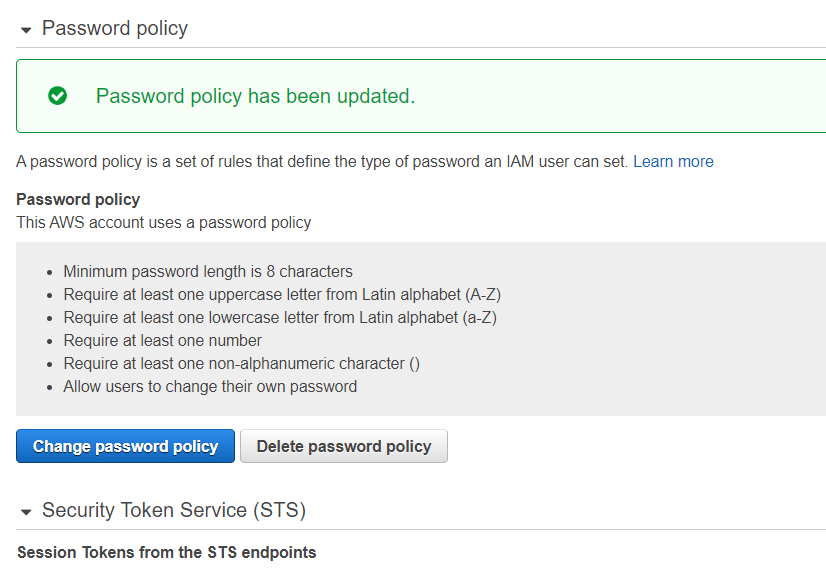 Password policy
Password policy has been updated.
A password policy is a set of rules that define the type of password an IAM user can set. Learn more
Password policy
This AWS account uses a password policy
• Minimum password length is 8 characters
• Require at least one uppercase letter from Latin alphabet (A-Z)
• Require at least one lowercase letter from Latin alphabet (a-Z)
• Require at least one number
• Require at least one non-alphanumeric character ()
• Allow users to change their own password
Change password policy Delete password policy
Security Token Service (STS)
Session Tokens from the STS endpoints